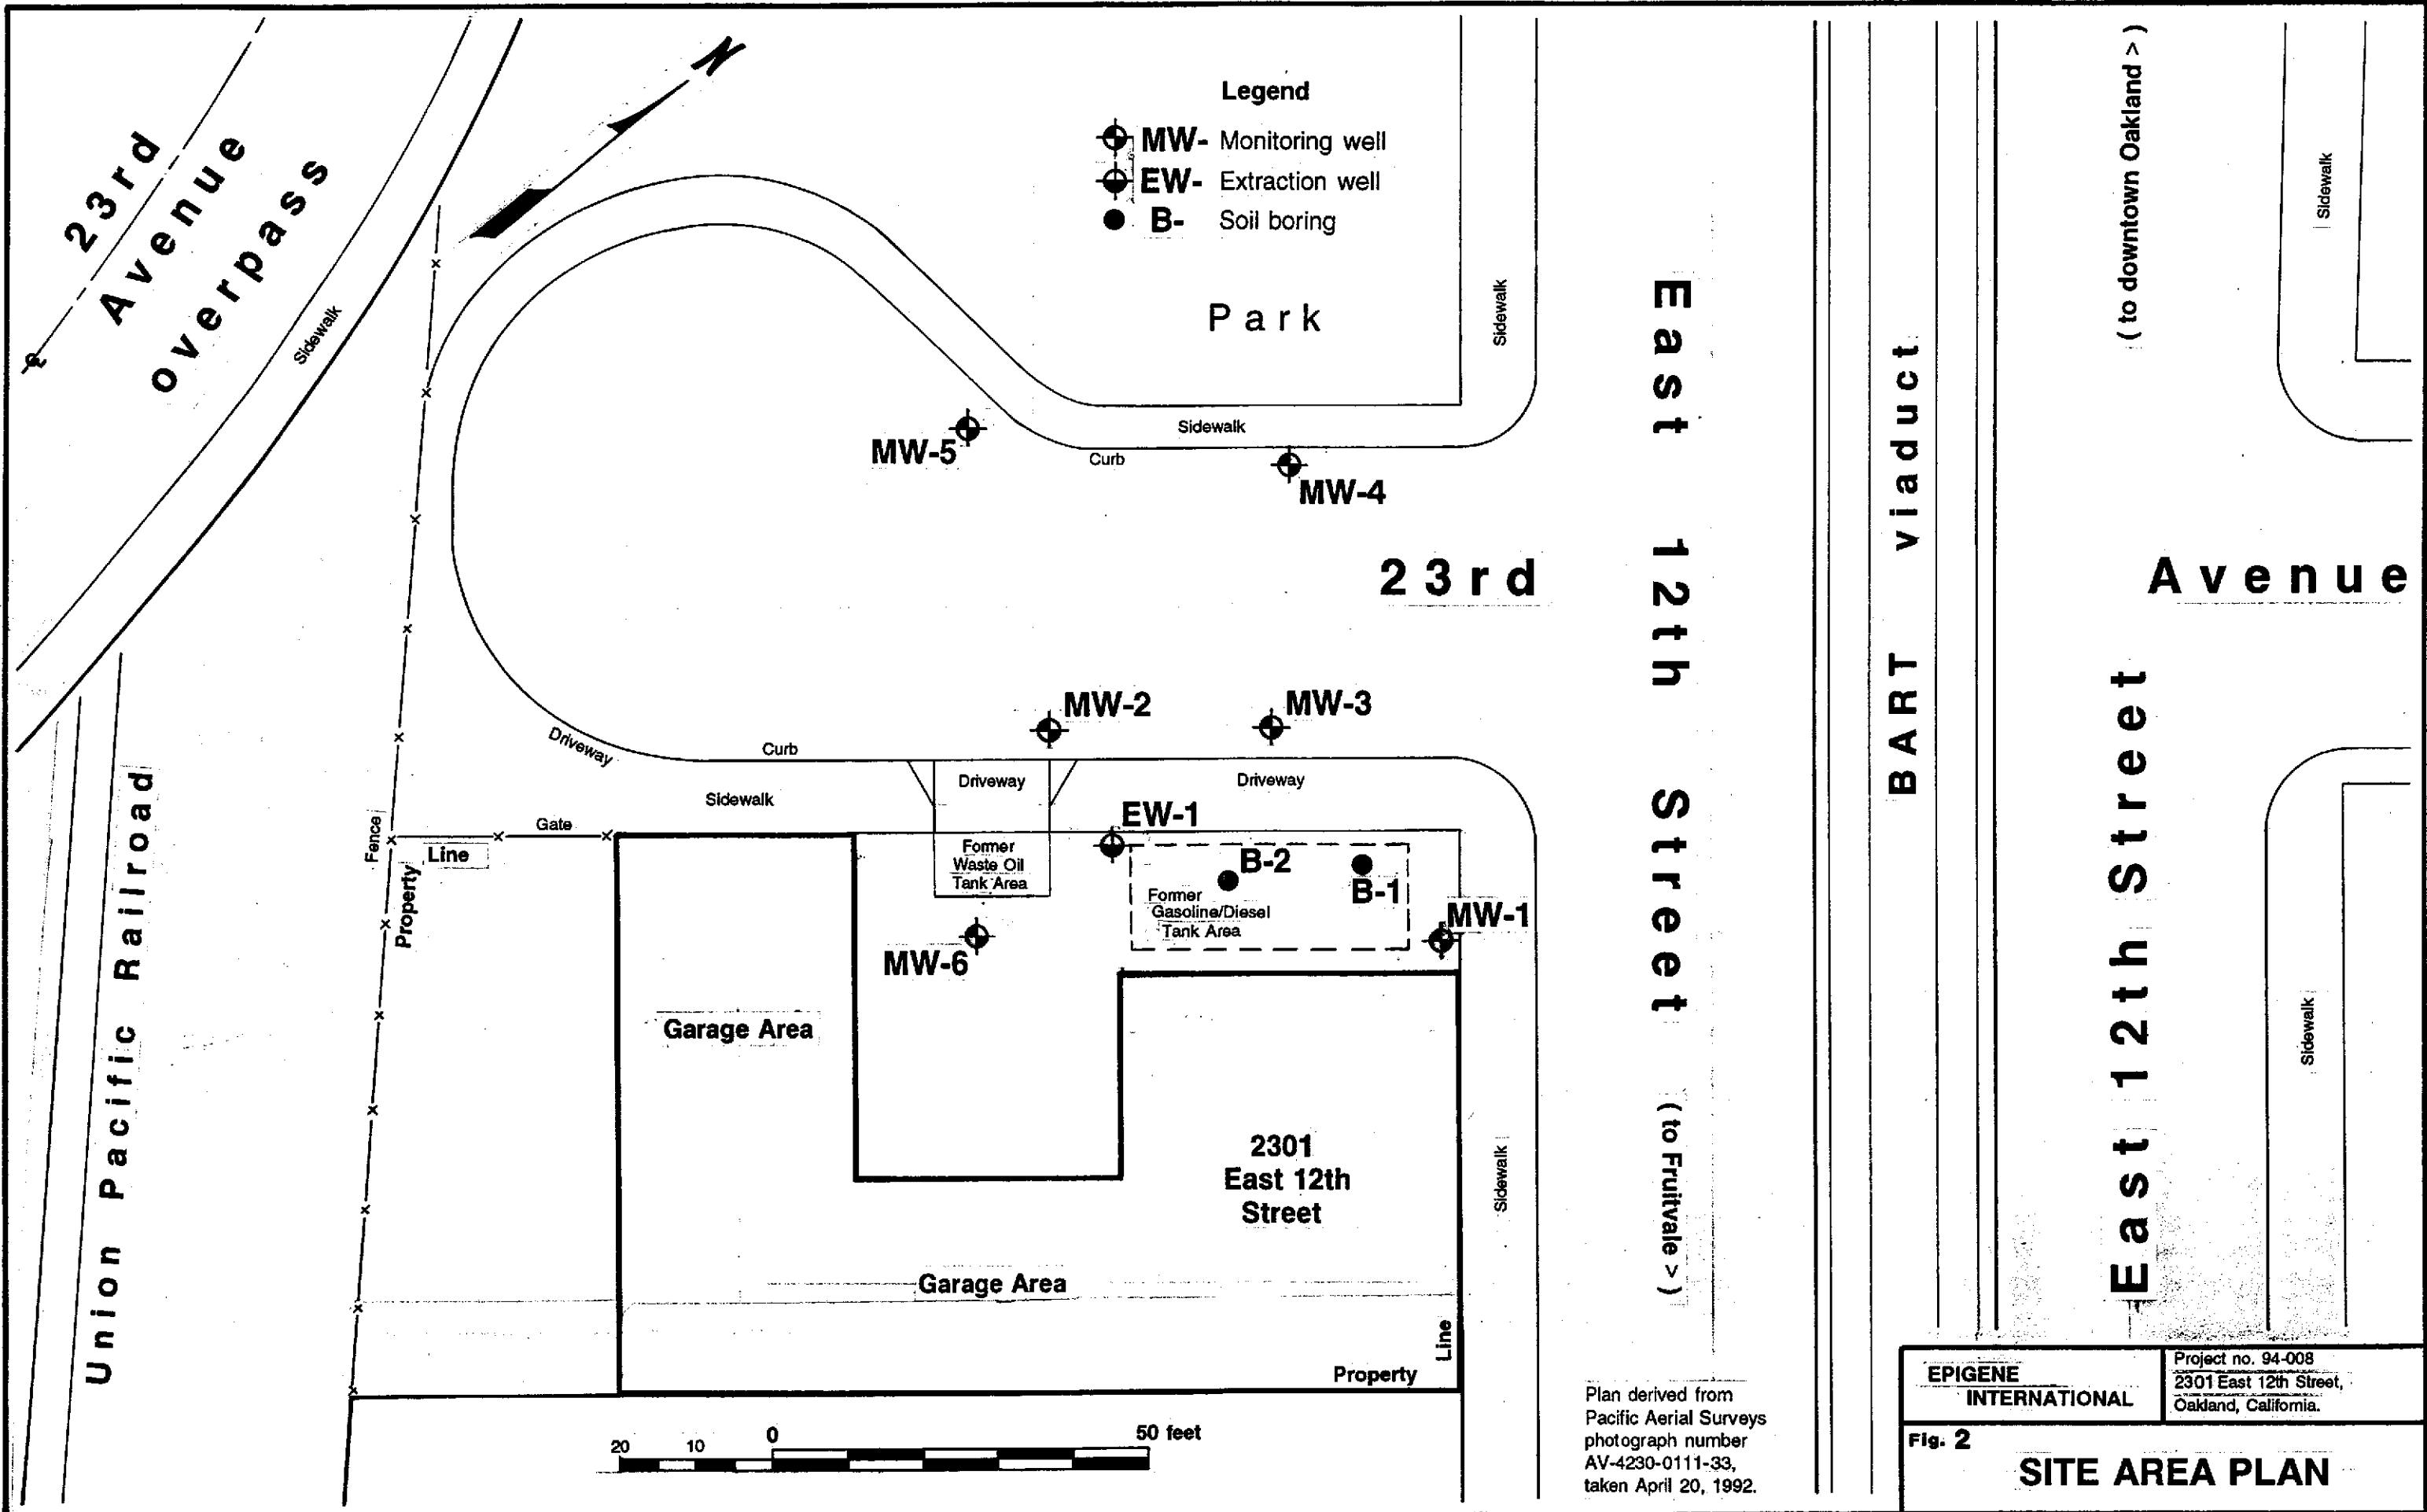 23rd
Avenue
overpass
Sidewalk
N
Legend
MW- Monitoring well
EW- Extraction well
B- Soil boring
Park
Sidewalk
East 12th Street
( to Fruitvale > )
BART viaduct
( to downtown Oakland > )
East 12th Street
Sidewalk
MW-5
Sidewalk
Curb
MW-4
23rd
Avenue
MW-2
MW-3
Driveway
Curb
Driveway
Driveway
Sidewalk
EW-1
Fence
Gate
Property
Line
Former
Waste Oil
Tank Area
B-2
B-1
Former
Gasoline/Diesel
Tank Area
MW-1
MW-6
Union Pacific Railroad
Garage Area
2301
East 12th
Street
Sidewalk
Sidewalk
Garage Area
Property
Line
20 10 0 50 feet
Plan derived from
Pacific Aerial Surveys
photograph number
AV-4230-0111-33,
taken April 20, 1992.
EPIGENE
INTERNATIONAL
Project no. 94-008
2301 East 12th Street,
Oakland, California.
Fig. 2
SITE AREA PLAN